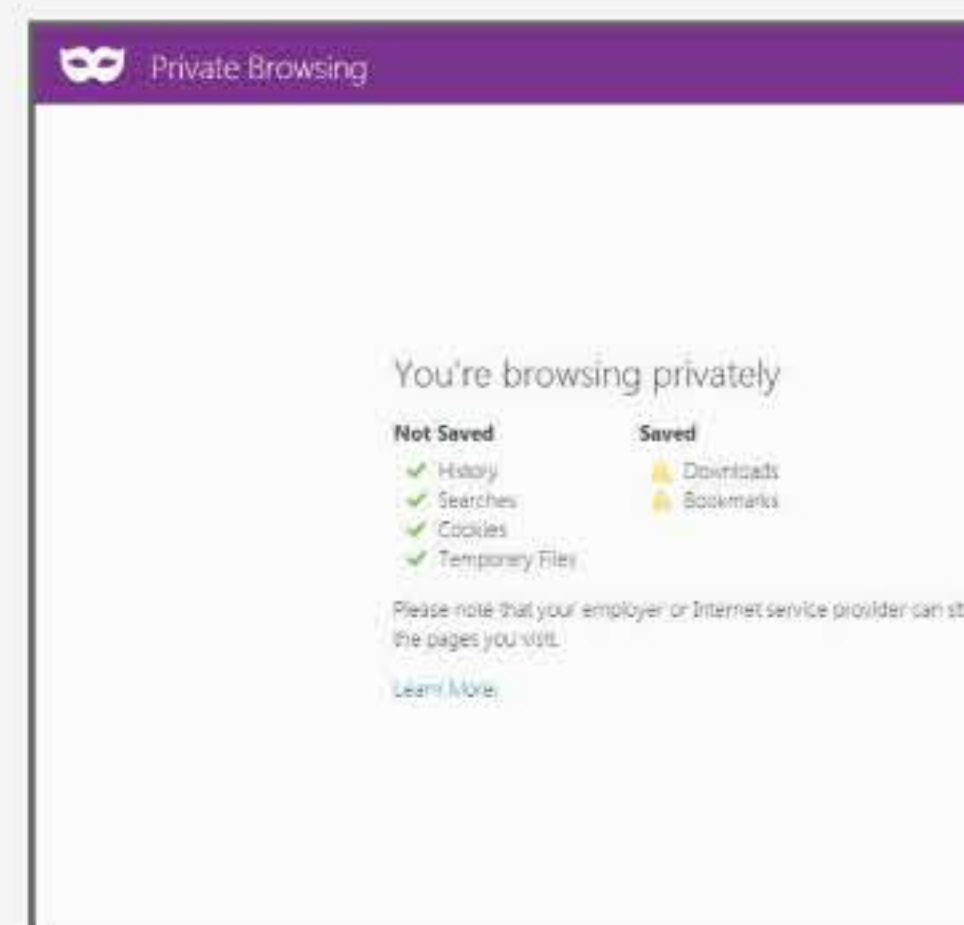 Private Browsing
You're browsing privately
Not Saved Saved
History Downloads
Searches Bookmarks
Cookies
Temporary Files
Please note that your employer or Internet service provider can
the pages you visit.
Learn More.